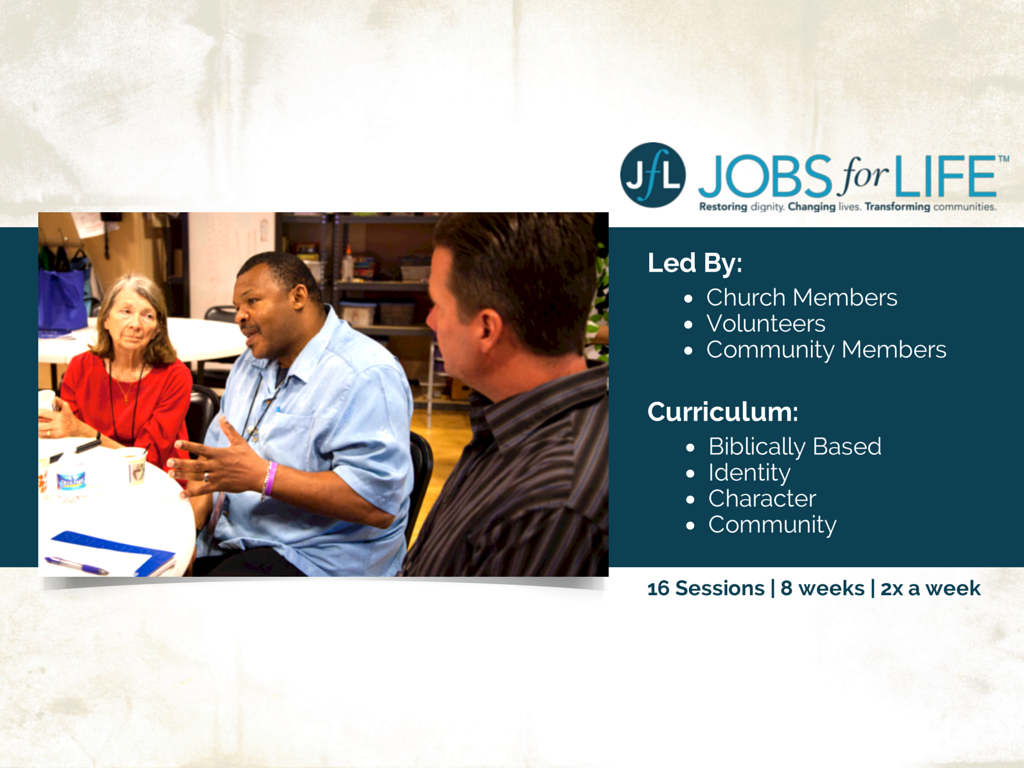 JfL JOBS for LIFE™
Restoring dignity. Changing lives. Transforming communities.
Led By:
• Church Members
• Volunteers
• Community Members
Curriculum:
• Biblically Based
• Identity
• Character
• Community
16 Sessions | 8 weeks | 2x a week